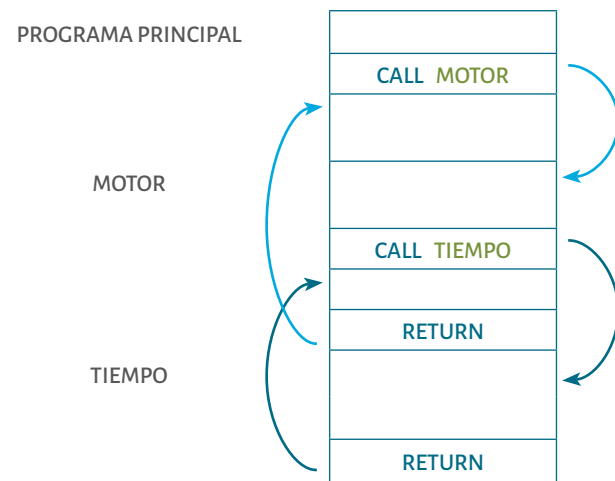 PROGRAMA PRINCIPAL
CALL MOTOR
MOTOR
CALL TIEMPO
RETURN
TIEMPO
RETURN